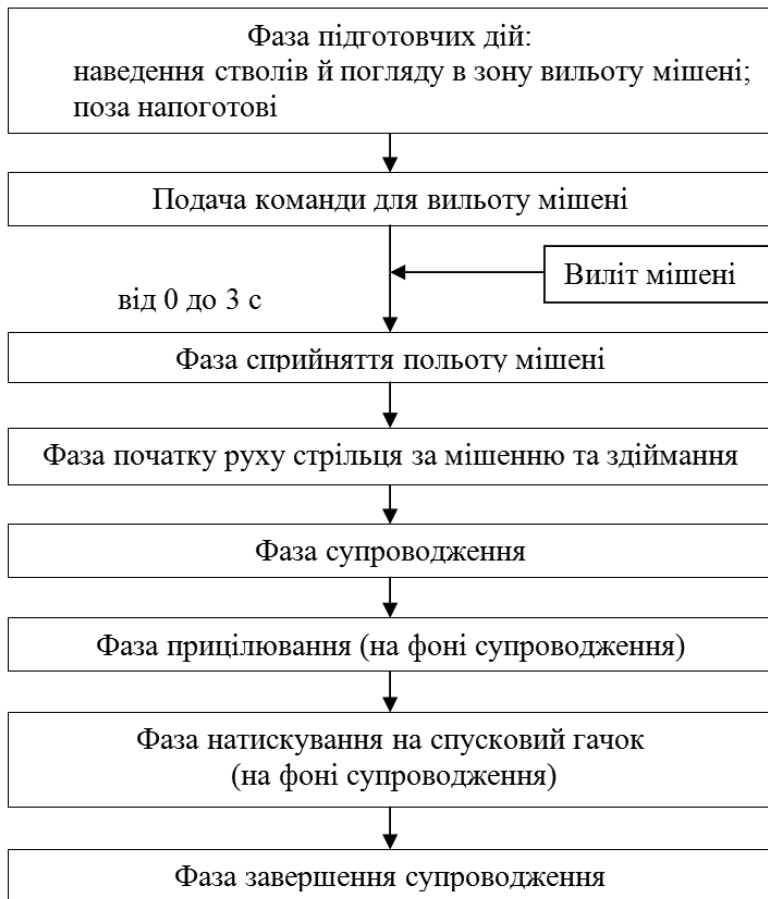 Фаза підготовчих дій:
наведення стволів й погляду в зону вильоту мішені;
поза напоготові
Подача команди для вильоту мішені
Виліт мішені
від 0 до 3 с
Фаза сприйняття польоту мішені
Фаза початку руху стрільця за мішенню та здіймання
Фаза супроводження
Фаза прицілювання (на фоні супроводження)
Фаза натискування на спусковий гачок
(на фоні супроводження)
Фаза завершення супроводження